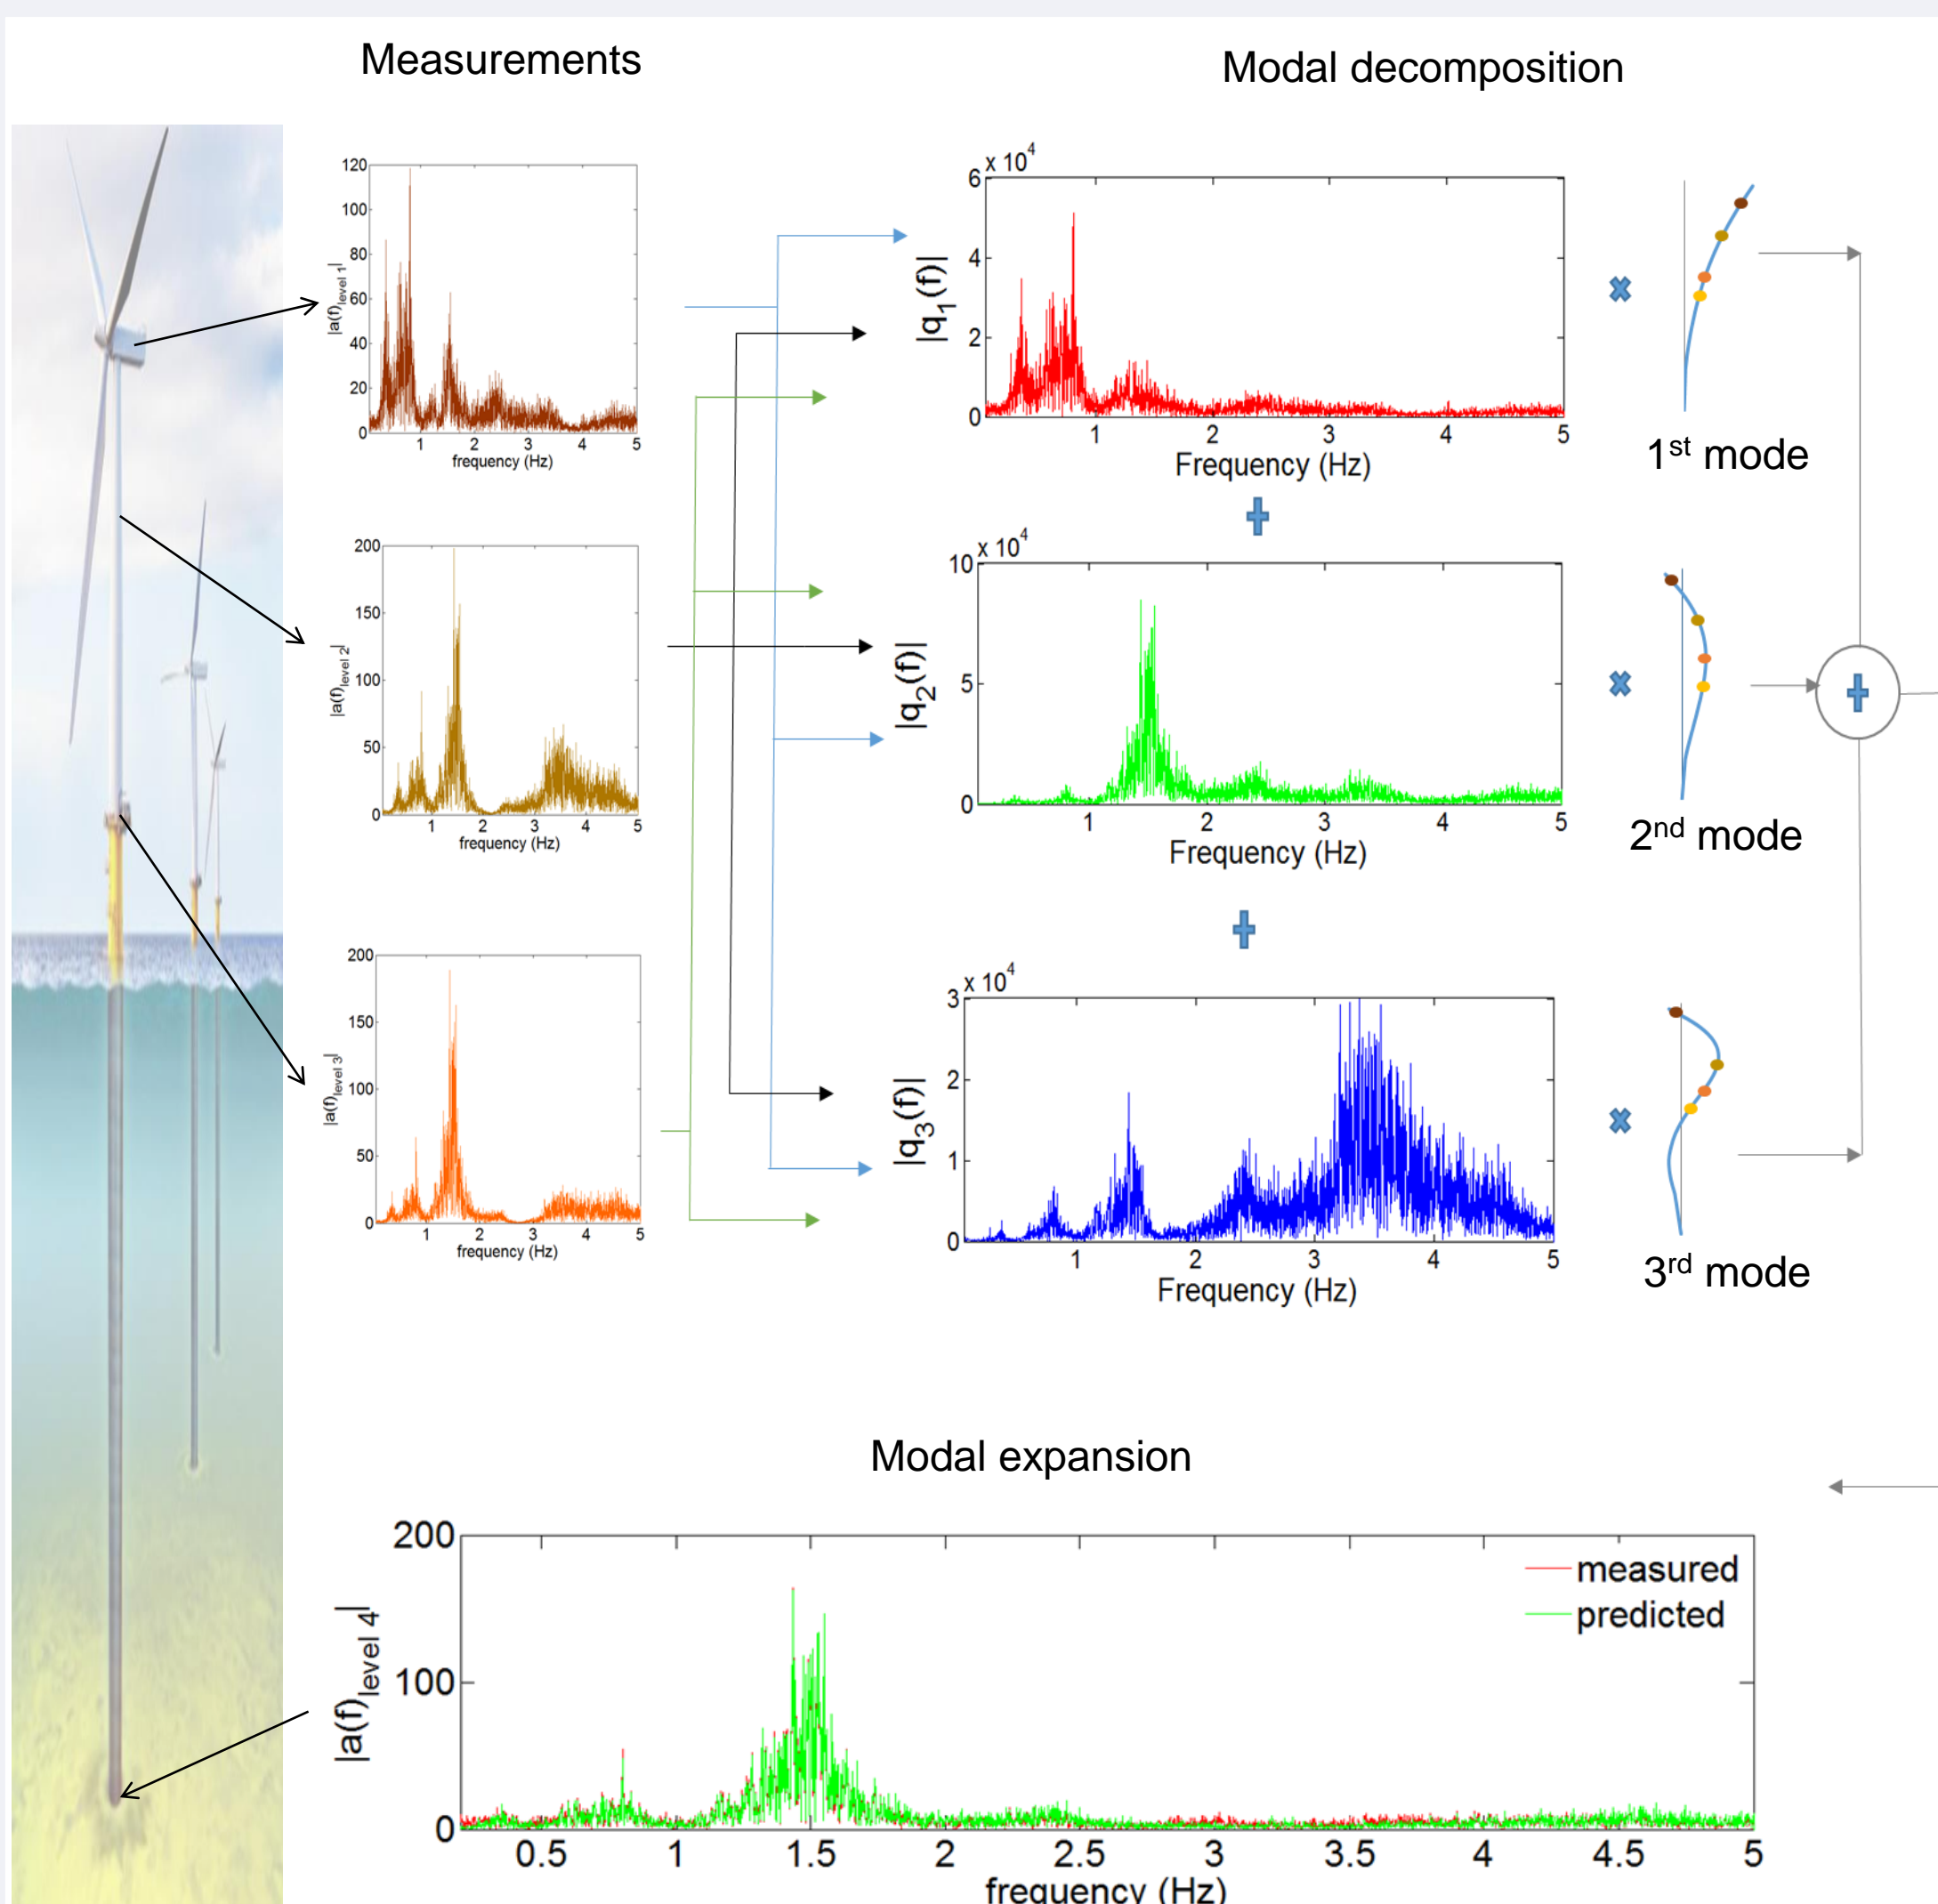 Measurements
Modal decomposition
120
100
80
60
40
20
0
|a(f)level 1|
1 2 3 4 5
frequency (Hz)
200
150
100
50
0
|a(f)level 2|
1 2 3 4 5
frequency (Hz)
200
150
100
50
0
|a(f)level 3|
1 2 3 4 5
frequency (Hz)
x 10^4
6
4
2
0
|q1(f)|
1 2 3 4 5
Frequency (Hz)
1st mode
x 10^4
10
5
0
|q2(f)|
1 2 3 4 5
Frequency (Hz)
2nd mode
x 10^4
3
2
1
0
|q3(f)|
1 2 3 4 5
Frequency (Hz)
3rd mode
Modal expansion
200
100
0
|a(f)level 4|
measured
predicted
0.5 1 1.5 2 2.5 3 3.5 4 4.5 5
frequency (Hz)